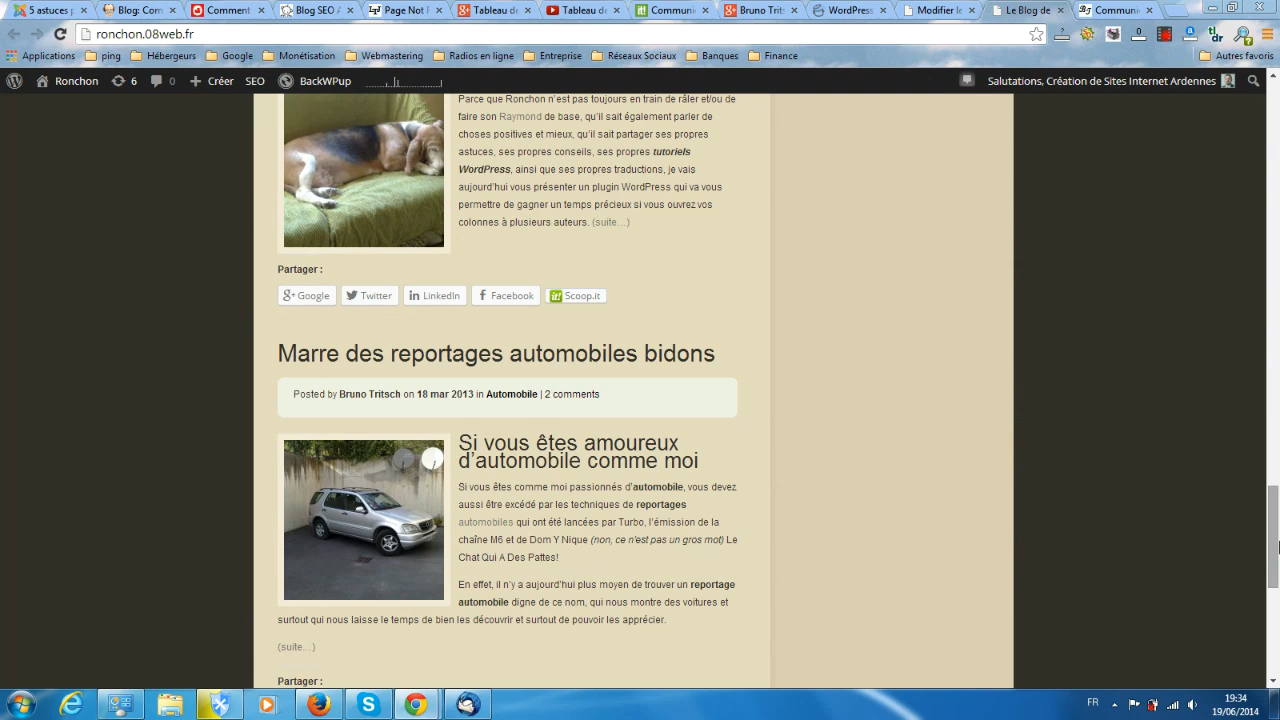 5 astuces
Blog: Com
Comment
Blog SEO
Page Not
Tableau de
Tableau de
it! Communi
Bruno Trits
WordPress
Modifier le
Le Blog de
Communi
ronchon.08web.fr
Applications ping Hébergeurs Google Monétisation Webmastering Radios en ligne Entreprise Réseaux Sociaux Banques Finance Autres favoris
Ronchon 6 0 Créer SEO BackWPup Salutations, Création de Sites Internet Ardennes
Parce que Ronchon n'est pas toujours en train de râler et/ou de
faire son Raymond de base, qu'il sait également parler de
choses positives et mieux, qu'il sait partager ses propres
astuces, ses propres conseils, ses propres tutoriels
WordPress, ainsi que ses propres traductions, je vais
aujourd'hui vous présenter un plugin WordPress qui va vous
permettre de gagner un temps précieux si vous ouvrez vos
colonnes à plusieurs auteurs. (suite…)
Partager :
Google Twitter LinkedIn Facebook it! Scoop.it
Marre des reportages automobiles bidons
Posted by Bruno Tritsch on 18 mar 2013 in Automobile | 2 comments
Si vous êtes amoureux
d'automobile comme moi
Si vous êtes comme moi passionnés d'automobile, vous devez
aussi être excédé par les techniques de reportages
automobiles qui ont été lancées par Turbo, l'émission de la
chaîne M6 et de Dom Y Nique (non, ce n'est pas un gros mot) Le
Chat Qui A Des Pattes!
En effet, il n'y a aujourd'hui plus moyen de trouver un reportage
automobile digne de ce nom, qui nous montre des voitures et
surtout qui nous laisse le temps de bien les découvrir et surtout de pouvoir les apprécier.
(suite…)
Partager :
FR
19:34
19/06/2014